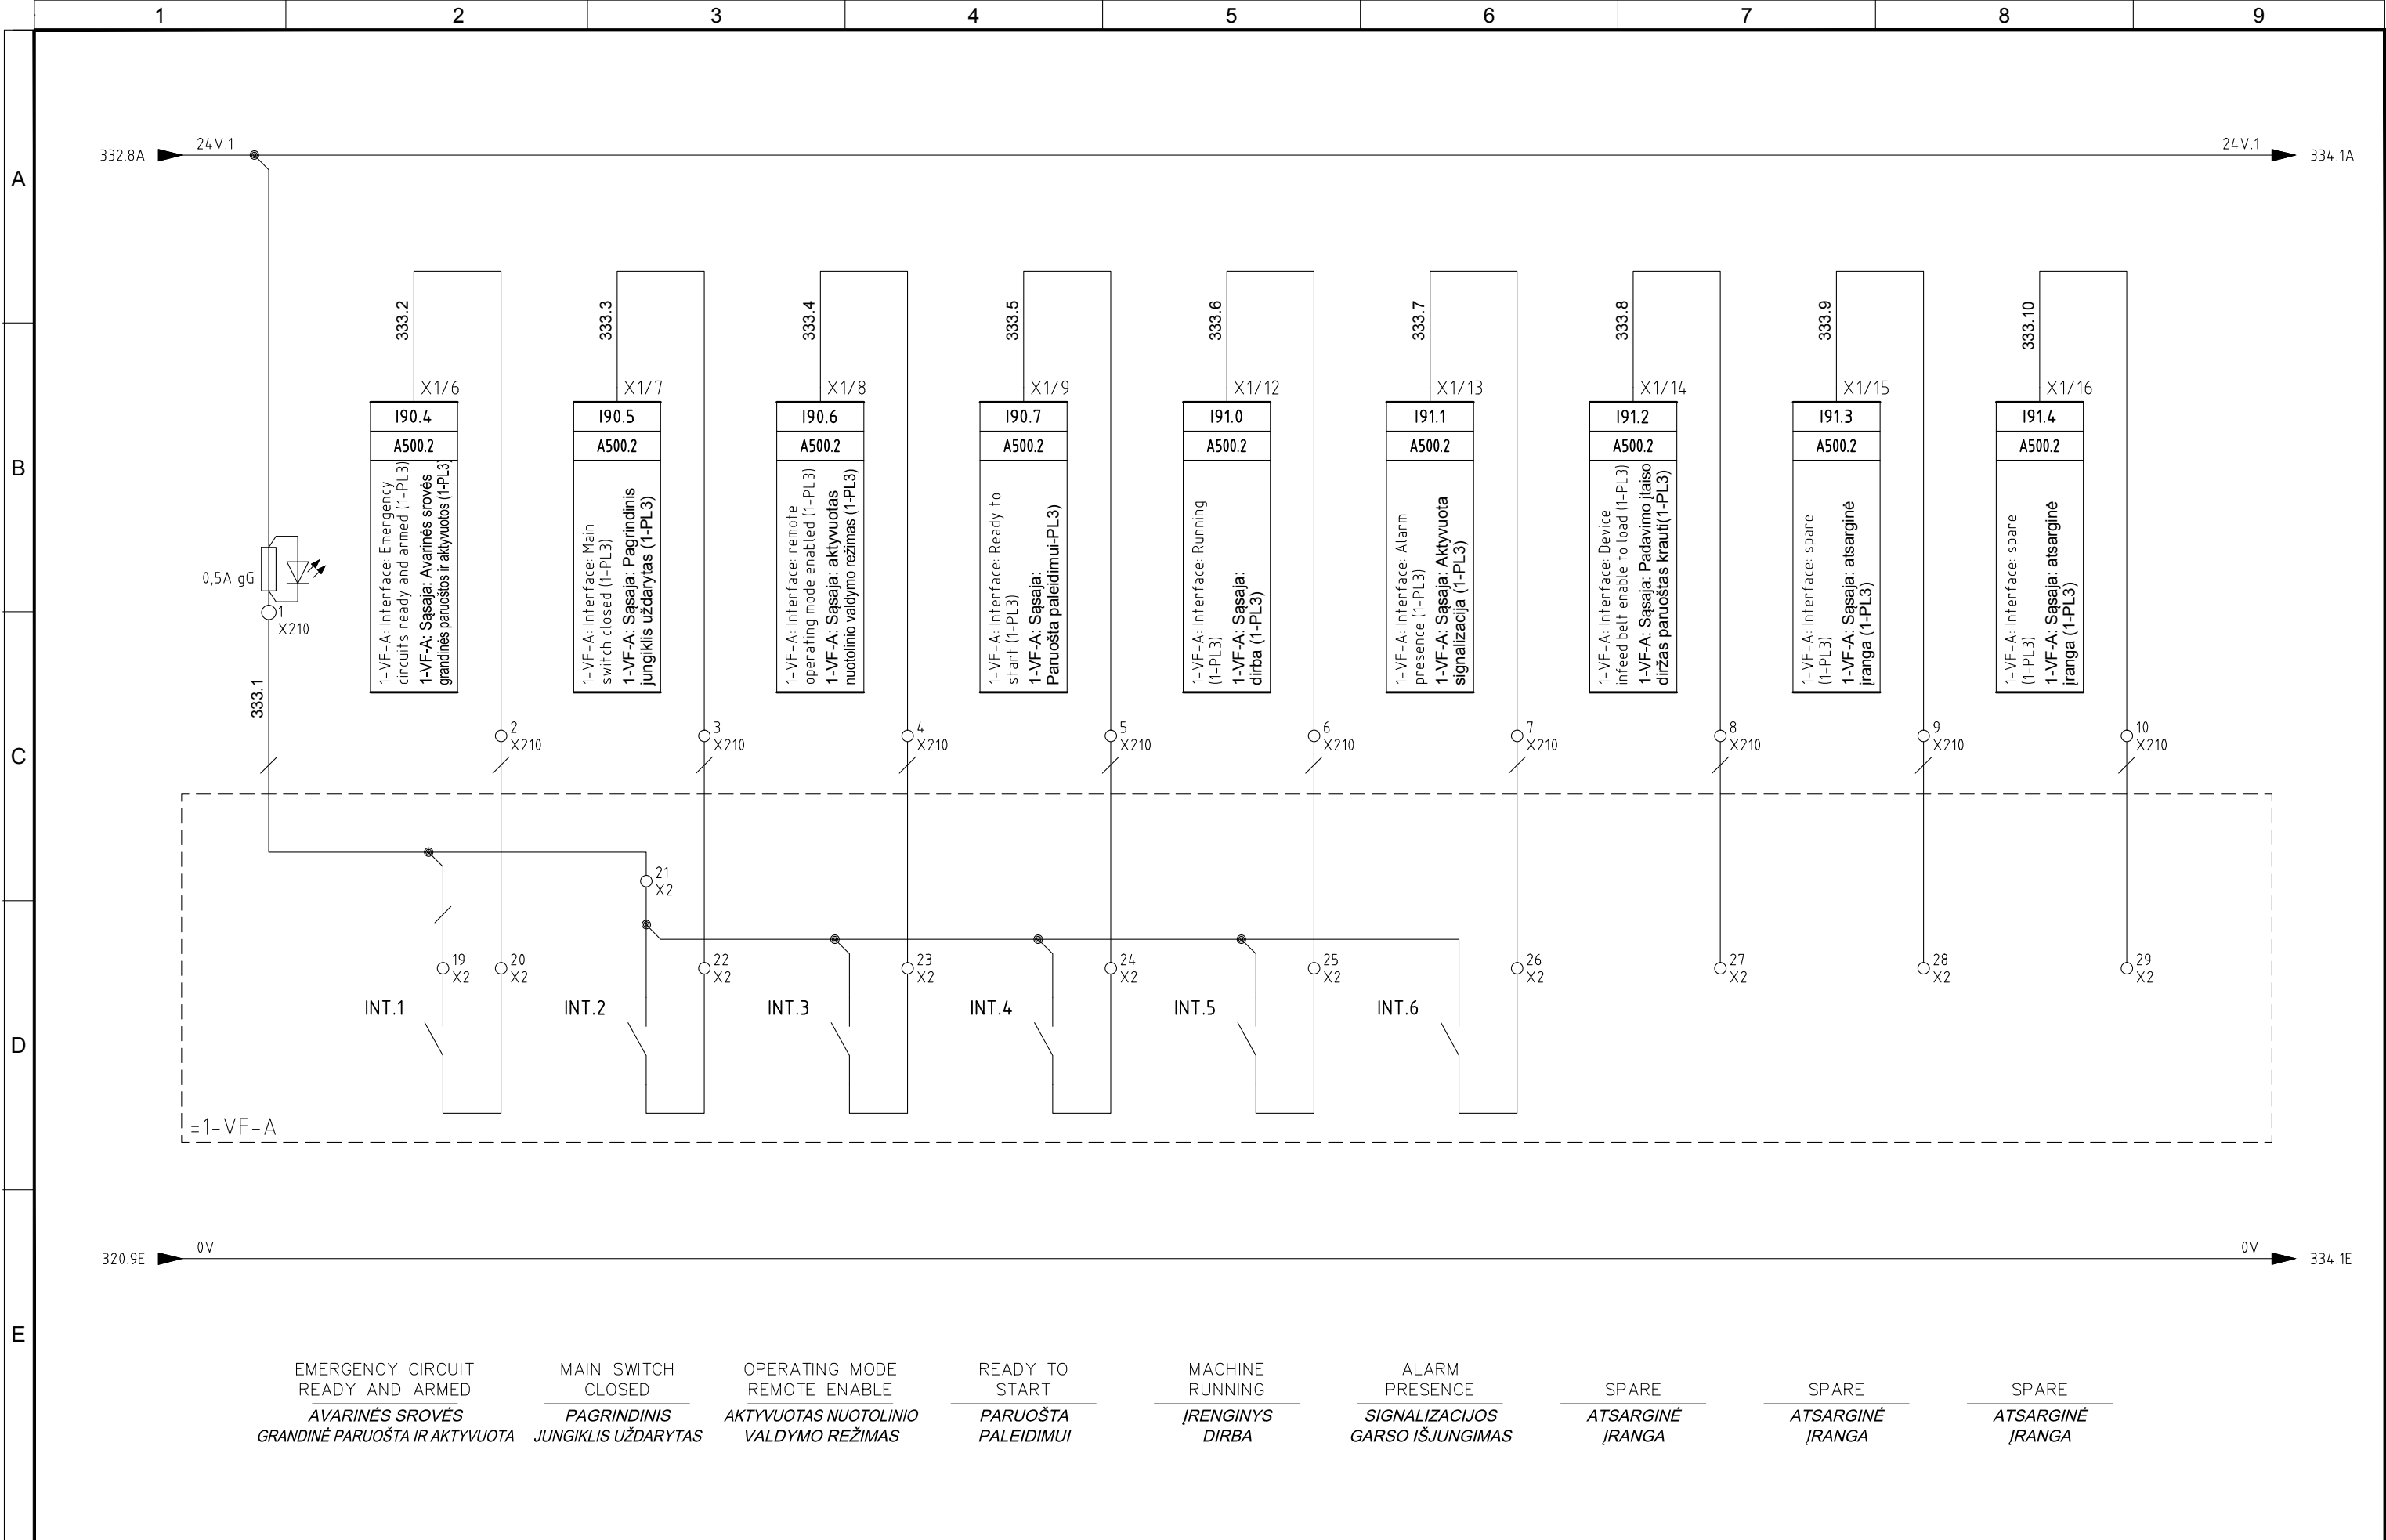 1 2 3 4 5 6 7 8 9
A
B
C
D
E
332.8A
24V.1
24V.1
334.1A
333.2
333.3
333.4
333.5
333.6
333.7
333.8
333.9
333.10
X1/6
X1/7
X1/8
X1/9
X1/12
X1/13
X1/14
X1/15
X1/16
I90.4
I90.5
I90.6
I90.7
I91.0
I91.1
I91.2
I91.3
I91.4
A500.2
A500.2
A500.2
A500.2
A500.2
A500.2
A500.2
A500.2
A500.2
1-VF-A: Interface: Emergency
circuits ready and armed (1-PL3)
1-VF-A: Sąsaja: Avarinės srovės
grandinės paruoštos ir aktyvuotos (1-PL3)
1-VF-A: Interface: Main
switch closed (1-PL3)
1-VF-A: Sąsaja: Pagrindinis
jungiklis uždarytas (1-PL3)
1-VF-A: Interface: remote
operating mode enabled (1-PL3)
1-VF-A: Sąsaja: aktyvuotas
nuotolinio valdymo režimas (1-PL3)
1-VF-A: Interface: Ready to
start (1-PL3)
1-VF-A: Sąsaja:
Paruošta paleidimui-PL3)
1-VF-A: Interface: Running
(1-PL3)
1-VF-A: Sąsaja:
dirba (1-PL3)
1-VF-A: Interface: Alarm
presence (1-PL3)
1-VF-A: Sąsaja: Aktyvuota
signalizacija (1-PL3)
1-VF-A: Interface: Device
infeed belt enable to load (1-PL3)
1-VF-A: Sąsaja: Padavimo įtaiso
diržas paruoštas krauti(1-PL3)
1-VF-A: Interface: spare
(1-PL3)
1-VF-A: Sąsaja: atsarginė
įranga (1-PL3)
1-VF-A: Interface: spare
(1-PL3)
1-VF-A: Sąsaja: atsarginė
įranga (1-PL3)
0,5A gG
1
X210
333.1
2
X210
3
X210
4
X210
5
X210
6
X210
7
X210
8
X210
9
X210
10
X210
21
X2
19
X2
20
X2
22
X2
23
X2
24
X2
25
X2
26
X2
27
X2
28
X2
29
X2
INT.1
INT.2
INT.3
INT.4
INT.5
INT.6
=1-VF-A
320.9E
0V
0V
334.1E
EMERGENCY CIRCUIT
READY AND ARMED
AVARINĖS SROVĖS
GRANDINĖ PARUOŠTA IR AKTYVUOTA
MAIN SWITCH
CLOSED
PAGRINDINIS
JUNGIKLIS UŽDARYTAS
OPERATING MODE
REMOTE ENABLE
AKTYVUOTAS NUOTOLINIO
VALDYMO REŽIMAS
READY TO
START
PARUOŠTA
PALEIDIMUI
MACHINE
RUNNING
ĮRENGINYS
DIRBA
ALARM
PRESENCE
SIGNALIZACIJOS
GARSO IŠJUNGIMAS
SPARE
ATSARGINĖ
ĮRANGA
SPARE
ATSARGINĖ
ĮRANGA
SPARE
ATSARGINĖ
ĮRANGA